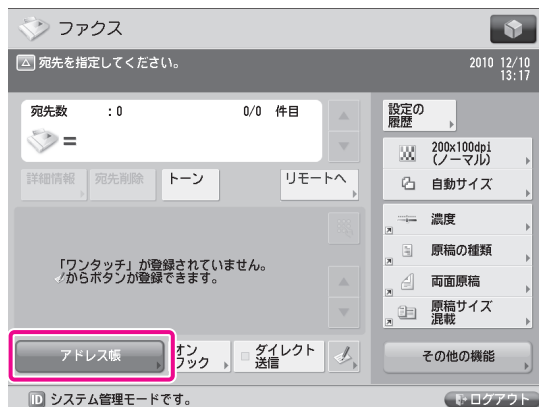 ファクス
宛先を指定してください。
2010 12/10
13:17
宛先数 :0 0/0 件目
=
詳細情報 宛先削除 トーン リモートへ
「ワンタッチ」が登録されていません。
からボタンが登録できます。
アドレス帳
オン
フック
ダイレクト
送信
設定の
履歴
200x100dpi
(ノーマル)
自動サイズ
濃度
原稿の種類
両面原稿
原稿サイズ
混載
その他の機能
ID システム管理モードです。
ログアウト